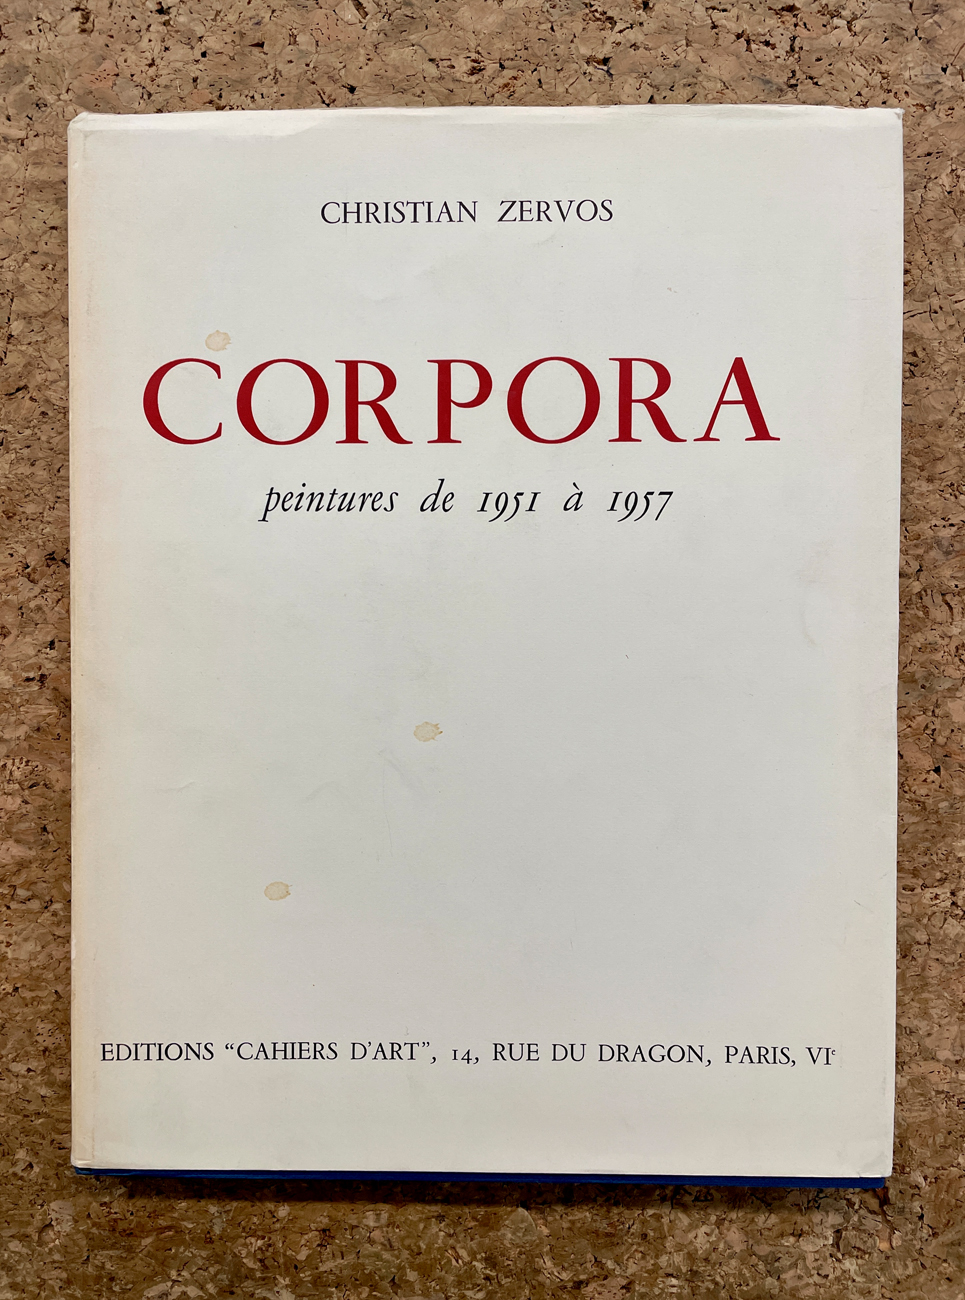 CHRISTIAN ZERVOS
CORPORA
peintures de 1951 à 1957
EDITIONS “CAHIERS D’ART”, 14, RUE DU DRAGON, PARIS, VIᵉ